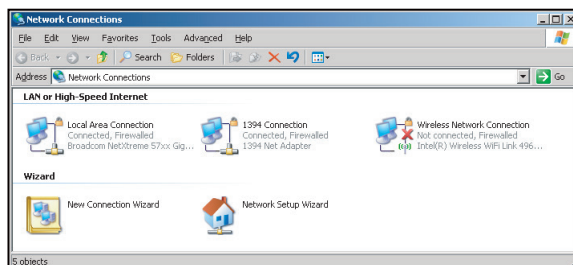 Network Connections
File Edit View Favorites Tools Advanced Help
Back Search Folders
Address Network Connections Go
LAN or High-Speed Internet
Local Area Connection
Connected, Firewalled
Broadcom NetXtreme 57xx Gig...
1394 Connection
Connected, Firewalled
1394 Net Adapter
Wireless Network Connection
Not connected, Firewalled
Intel(R) Wireless WiFi Link 496...
Wizard
New Connection Wizard
Network Setup Wizard
5 objects